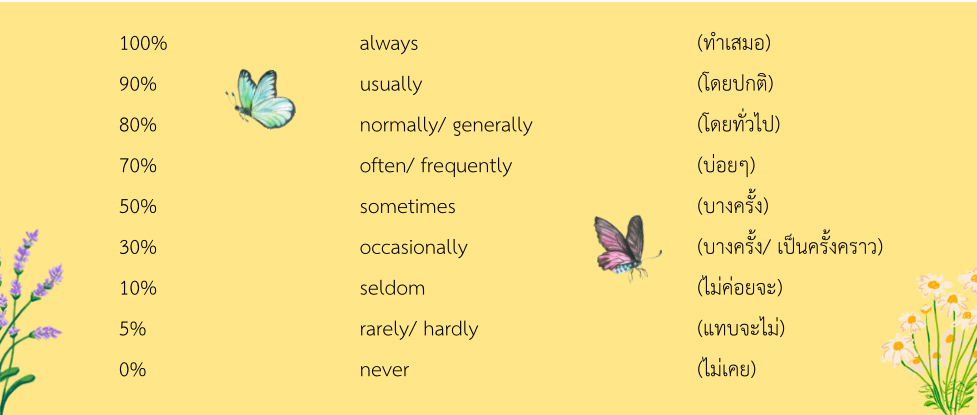 100% always (ทำเสมอ)
90% usually (โดยปกติ)
80% normally/ generally (โดยทั่วไป)
70% often/ frequently (บ่อยๆ)
50% sometimes (บางครั้ง)
30% occasionally (บางครั้ง/ เป็นครั้งคราว)
10% seldom (ไม่ค่อยจะ)
5% rarely/ hardly (แทบจะไม่)
0% never (ไม่เคย)